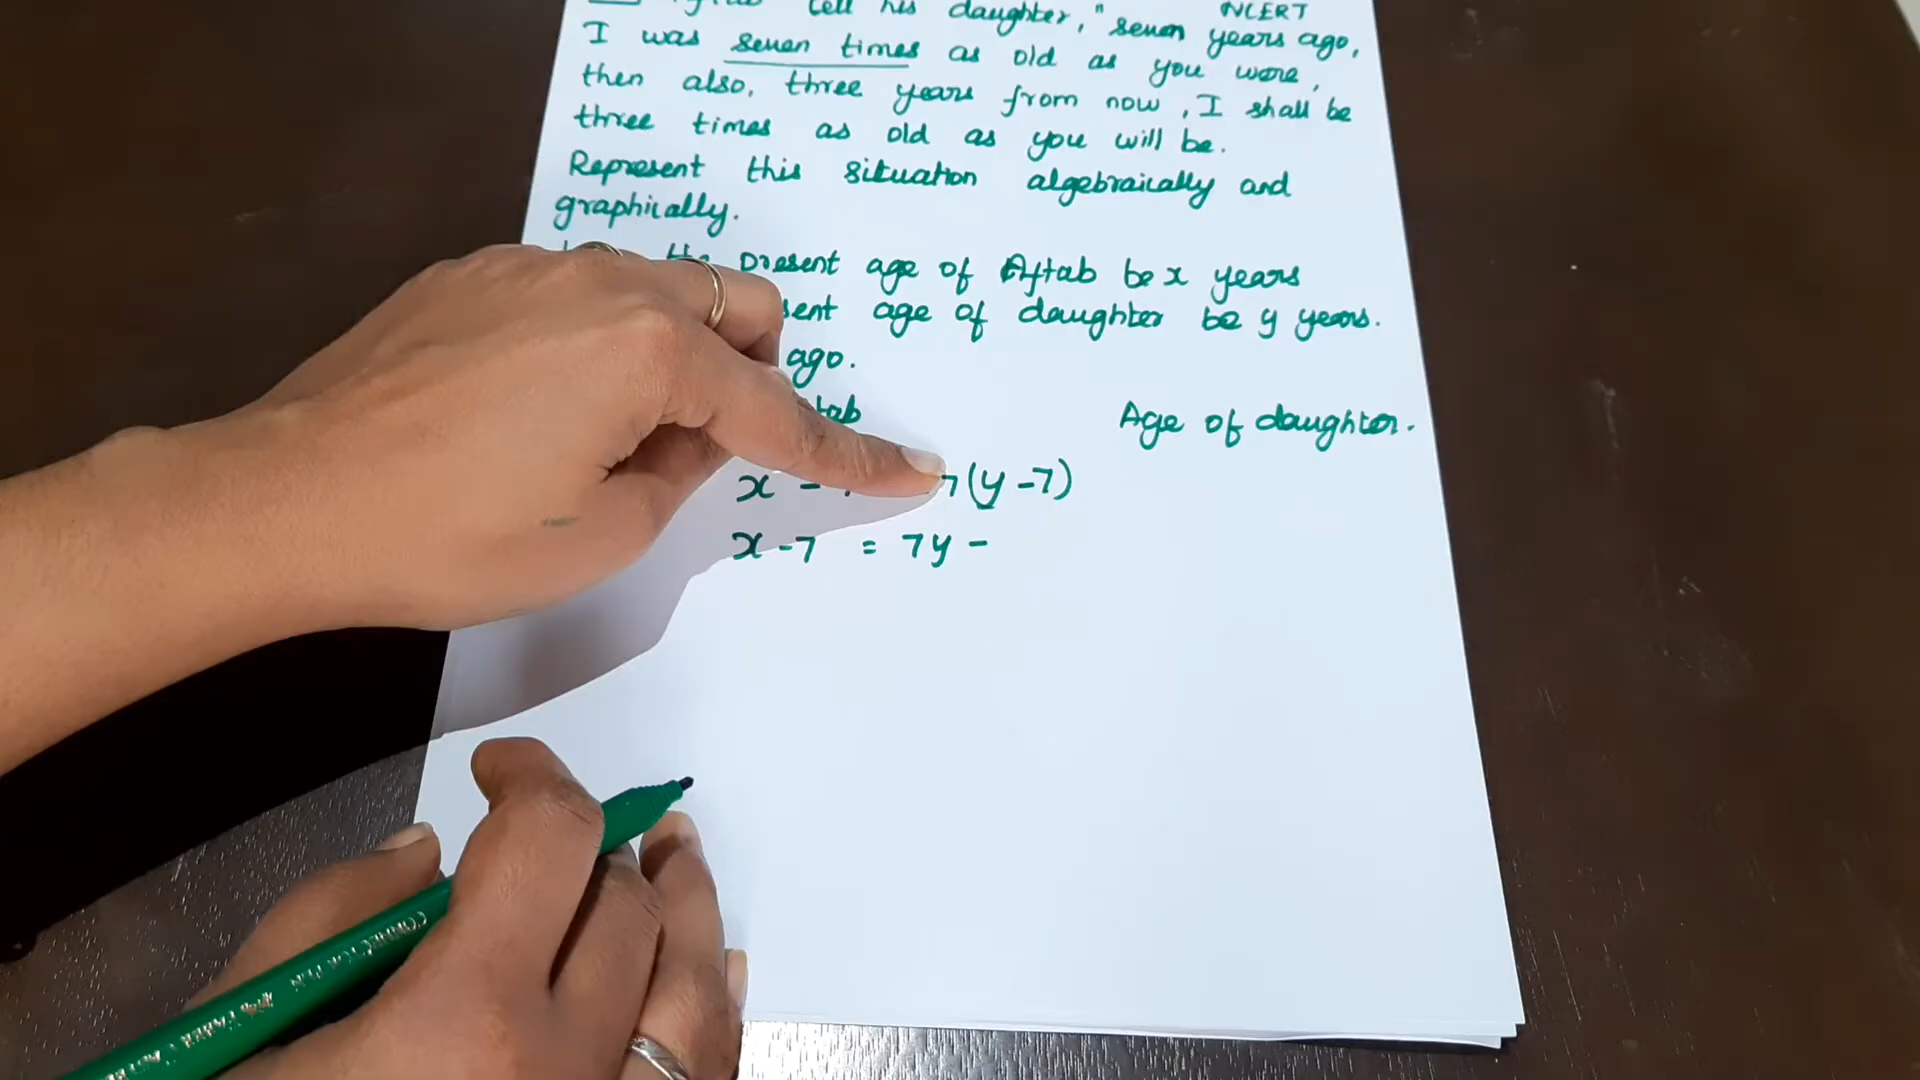 tell his daughter, "seven years ago, NCERT
I was seven times as old as you were,
then also, three years from now, I shall be
three times as old as you will be.
Represent this situation algebraically and
graphically.
present age of Aftab be x years
age of daughter be y years.
ago.
Age of daughter.
x - 7(y-7)
x-7 = 7y -